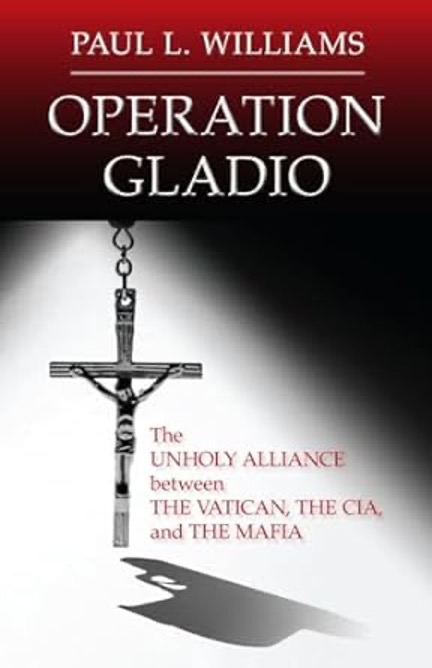 PAUL L. WILLIAMS
OPERATION
GLADIO
The
UNHOLY ALLIANCE
between
THE VATICAN, THE CIA,
and THE MAFIA